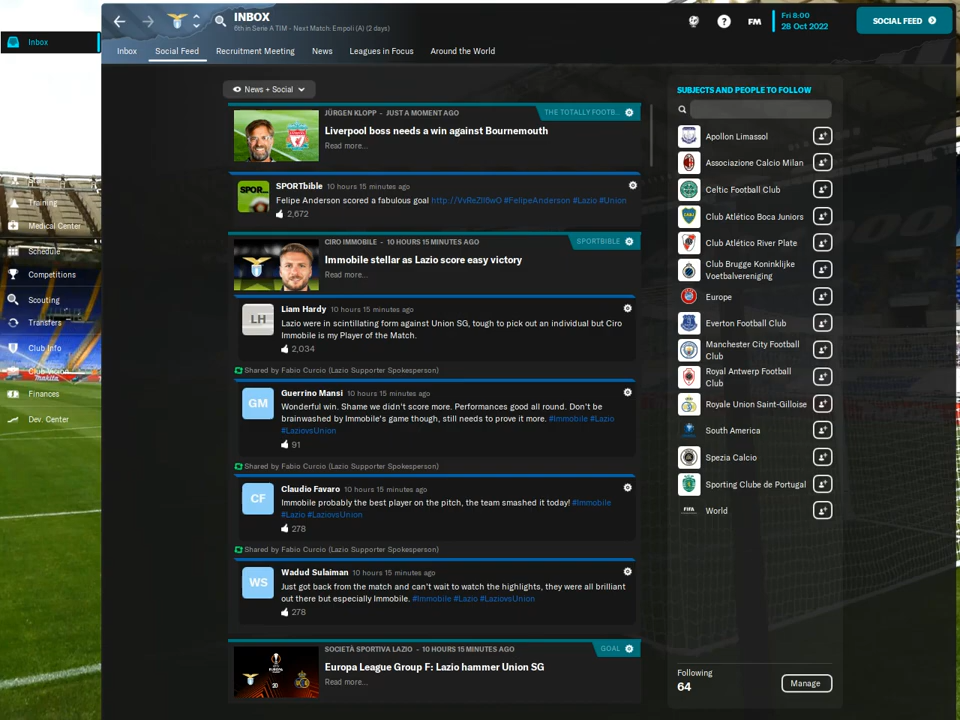 INBOX
6th in Serie A TIM - Next Match: Empoli (A) (2 days)
FM
Fri 8:00
28 Oct 2022
SOCIAL FEED
Inbox
Inbox
Social Feed
Recruitment Meeting
News
Leagues in Focus
Around the World
Training
Medical Center
Schedule
Competitions
Scouting
Transfers
Club Info
Club Vision
Finances
Dev. Center
News + Social
JÜRGEN KLOPP - JUST A MOMENT AGO
THE TOTALLY FOOTB...
Liverpool boss needs a win against Bournemouth
Read more...
SPOR...
SPORTbible 10 hours 15 minutes ago
Felipe Anderson scored a fabulous goal http://VvReZll6wO #FelipeAnderson #Lazio #Union
2,672
CIRO IMMOBILE - 10 HOURS 15 MINUTES AGO
SPORTBIBLE
Immobile stellar as Lazio score easy victory
Read more...
LH
Liam Hardy 10 hours 15 minutes ago
Lazio were in scintillating form against Union SG, tough to pick out an individual but Ciro
Immobile is my Player of the Match.
2,034
Shared by Fabio Curcio (Lazio Supporter Spokesperson)
GM
Guerrino Mansi 10 hours 15 minutes ago
Wonderful win. Shame we didn't score more. Performances good all round. Don't be
brainwashed by Immobile's game though, still needs to prove it more. #Immobile #Lazio
#LaziovsUnion
91
Shared by Fabio Curcio (Lazio Supporter Spokesperson)
CF
Claudio Favaro 10 hours 15 minutes ago
Immobile probably the best player on the pitch, the team smashed it today! #Immobile
#Lazio #LaziovsUnion
278
Shared by Fabio Curcio (Lazio Supporter Spokesperson)
WS
Wadud Sulaiman 10 hours 15 minutes ago
Just got back from the match and can't wait to watch the highlights, they were all brilliant
out there but especially Immobile. #Immobile #Lazio #LaziovsUnion
278
SOCIETÀ SPORTIVA LAZIO - 10 HOURS 15 MINUTES AGO
GOAL
Europa League Group F: Lazio hammer Union SG
Read more...
SUBJECTS AND PEOPLE TO FOLLOW
Apollon Limassol
Associazione Calcio Milan
Celtic Football Club
Club Atlético Boca Juniors
Club Atlético River Plate
Club Brugge Koninklijke
Voetbalvereniging
Europe
Everton Football Club
Manchester City Football
Club
Royal Antwerp Football
Club
Royale Union Saint-Gilloise
South America
Spezia Calcio
Sporting Clube de Portugal
FIFA
World
Following
64
Manage